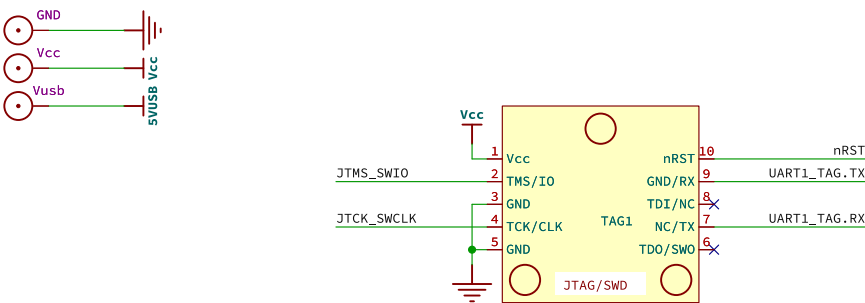 GND
Vcc
Vusb
Vcc
5VUSB
Vcc
1 Vcc nRST 10 nRST
JTMS_SWIO 2 TMS/IO GND/RX 9 UART1_TAG.TX
3 GND TDI/NC 8
JTCK_SWCLK 4 TCK/CLK TAG1 NC/TX 7 UART1_TAG.RX
5 GND TDO/SWO 6
JTAG/SWD